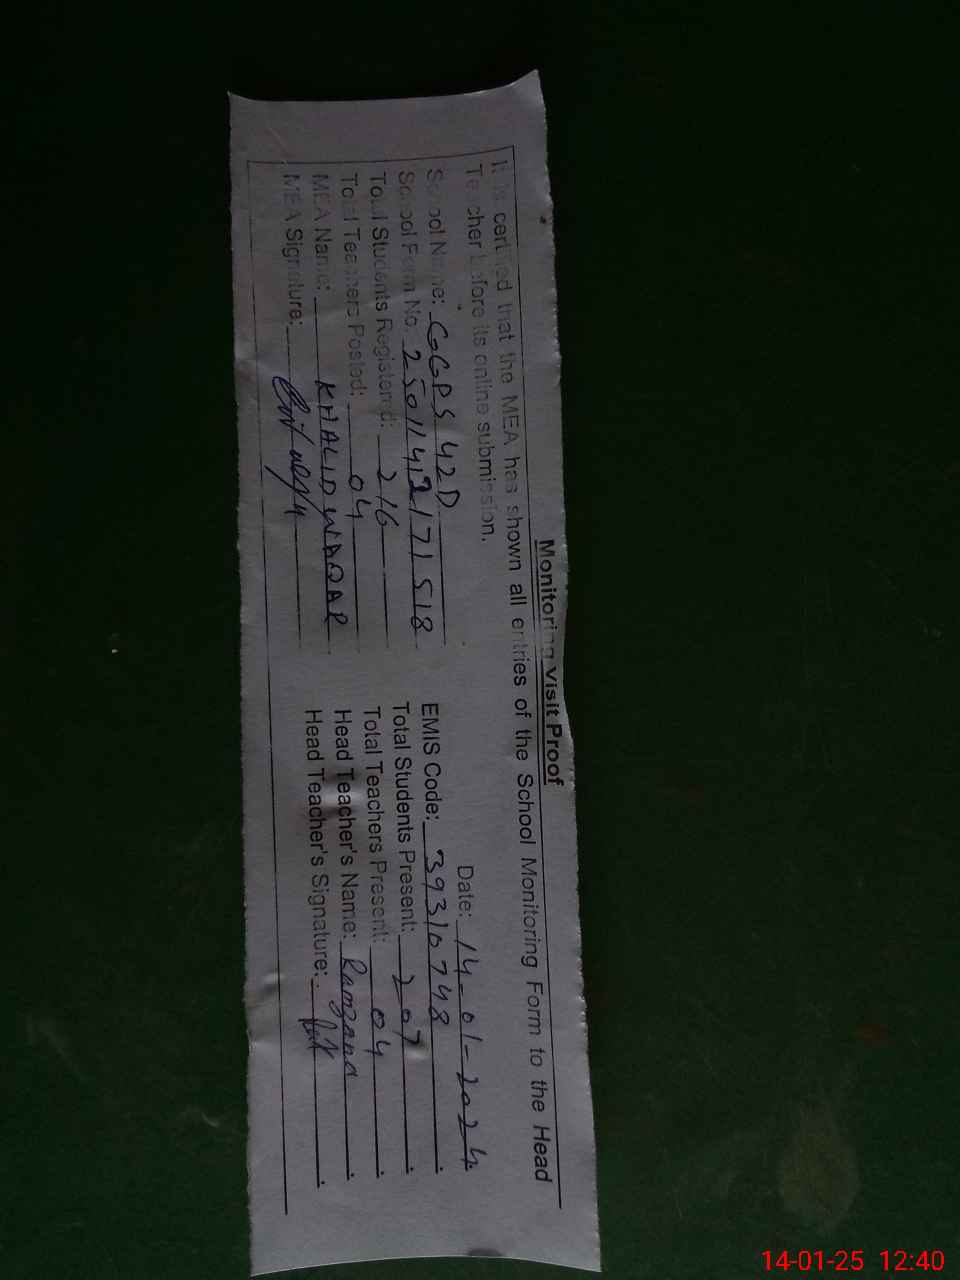 Monitoring Visit Proof
It is certified that the MEA has shown all entries of the School Monitoring Form to the Head
Teacher before its online submission.
Date: 14-01-2024
School Name: GGPS 42D
EMIS Code: 39310748
School Form No. 2501141217 1518
Total Students Present: 207
Total Students Registered: 216
Total Teachers Present: 04
Total Teachers Posted: 04
Head Teacher's Name: Ramzana
MEA Name: KHALID WAQAR
Head Teacher's Signature:
MEA Signature:
14-01-25 12:40